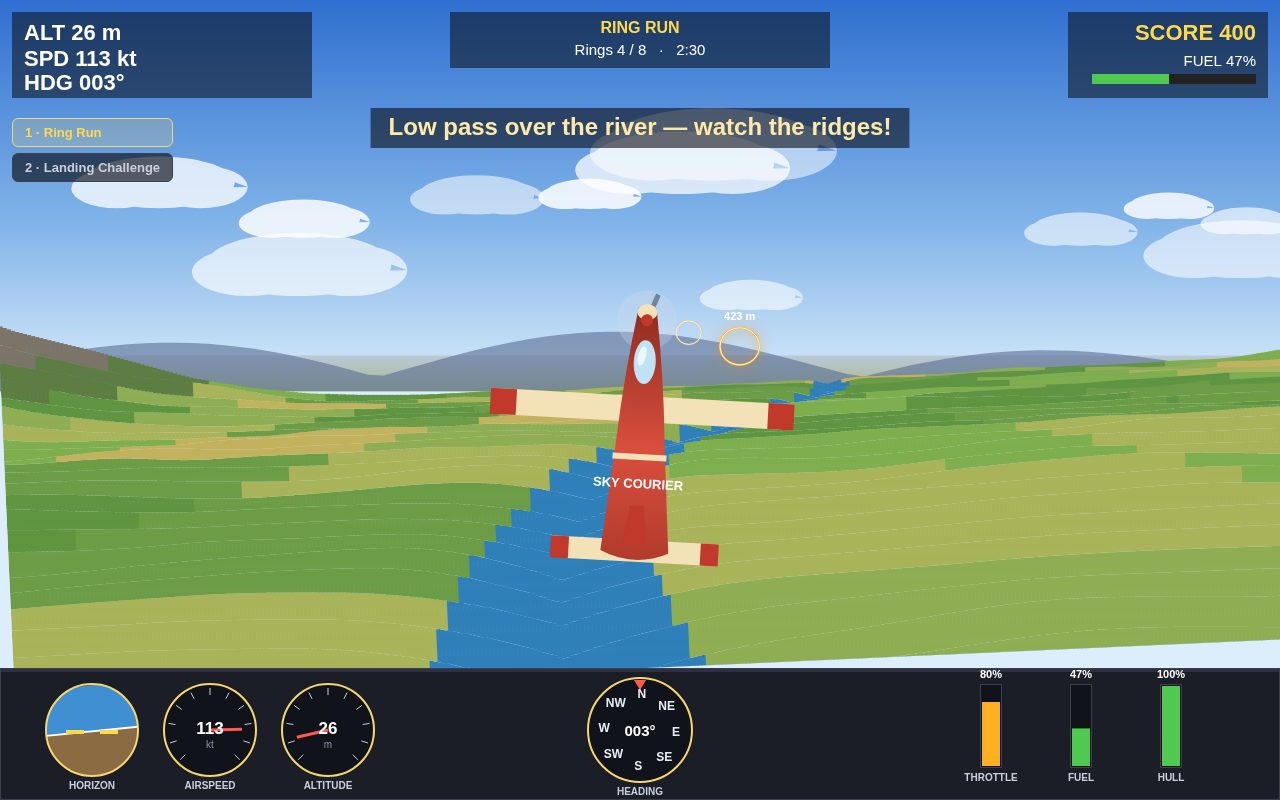 ALT 26 m
SPD 113 kt
HDG 003°
RING RUN
Rings 4 / 8 · 2:30
SCORE 400
FUEL 47%
1 · Ring Run
2 · Landing Challenge
Low pass over the river — watch the ridges!
423 m
SKY COURIER
HORIZON
113
kt
AIRSPEED
26
m
ALTITUDE
N
NE
E
SE
S
SW
W
NW
003°
HEADING
80%
THROTTLE
47%
FUEL
100%
HULL